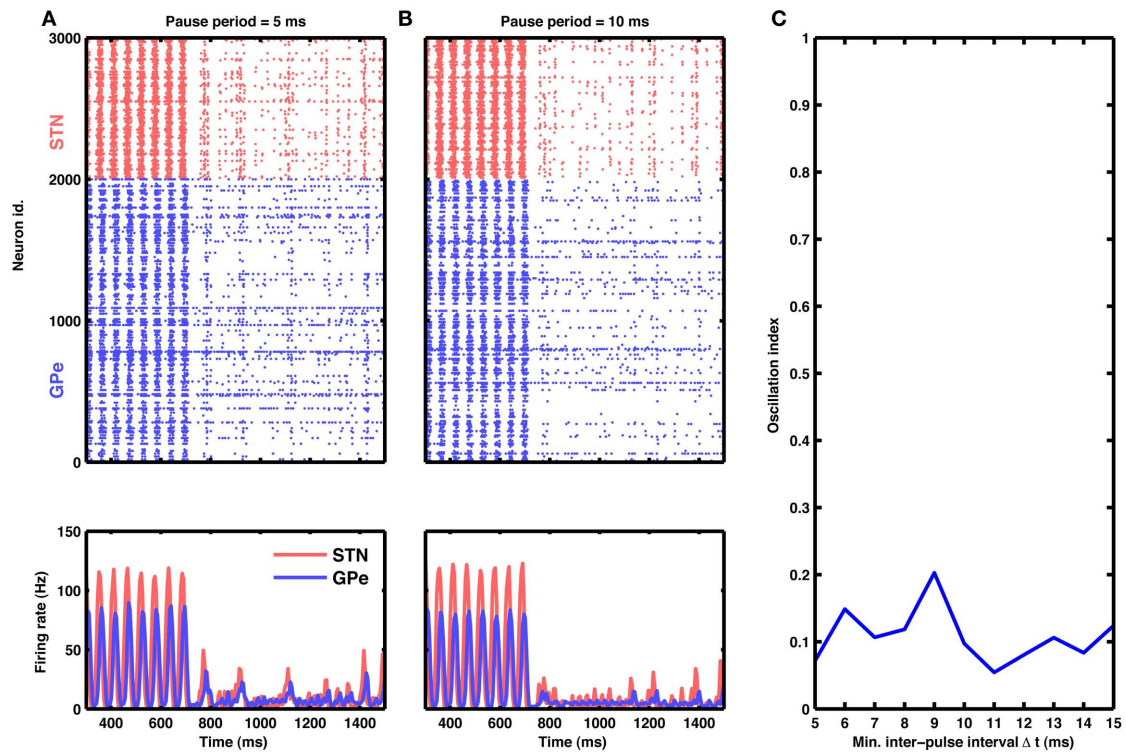 A
Pause period = 5 ms
B
Pause period = 10 ms
C
3000
2000
1000
0
STN
GPe
Neuron id.
1
0.9
0.8
0.7
0.6
0.5
0.4
0.3
0.2
0.1
0
Oscillation index
5 6 7 8 9 10 11 12 13 14 15
Min. inter−pulse interval Δ t (ms)
150
100
50
0
Firing rate (Hz)
STN
GPe
400 600 800 1000 1200 1400
Time (ms)
400 600 800 1000 1200 1400
Time (ms)